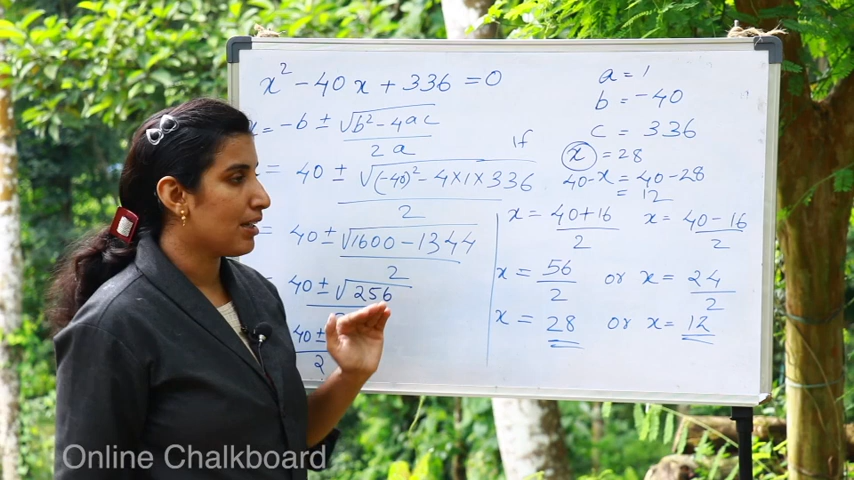 x² - 40x + 336 = 0
x = -b ± √b² - 4ac
2a
= 40 ± √(-40)² - 4×1×336
2
= 40 ± √1600 - 1344
2
= 40 ± √256
40 ±
2
a = 1
b = -40
c = 336
If
x = 28
40-x = 40-28
= 12
x = 40+16 x = 40-16
2 2
x = 56 or x = 24
2 2
x = 28 or x = 12
Online Chalkboard